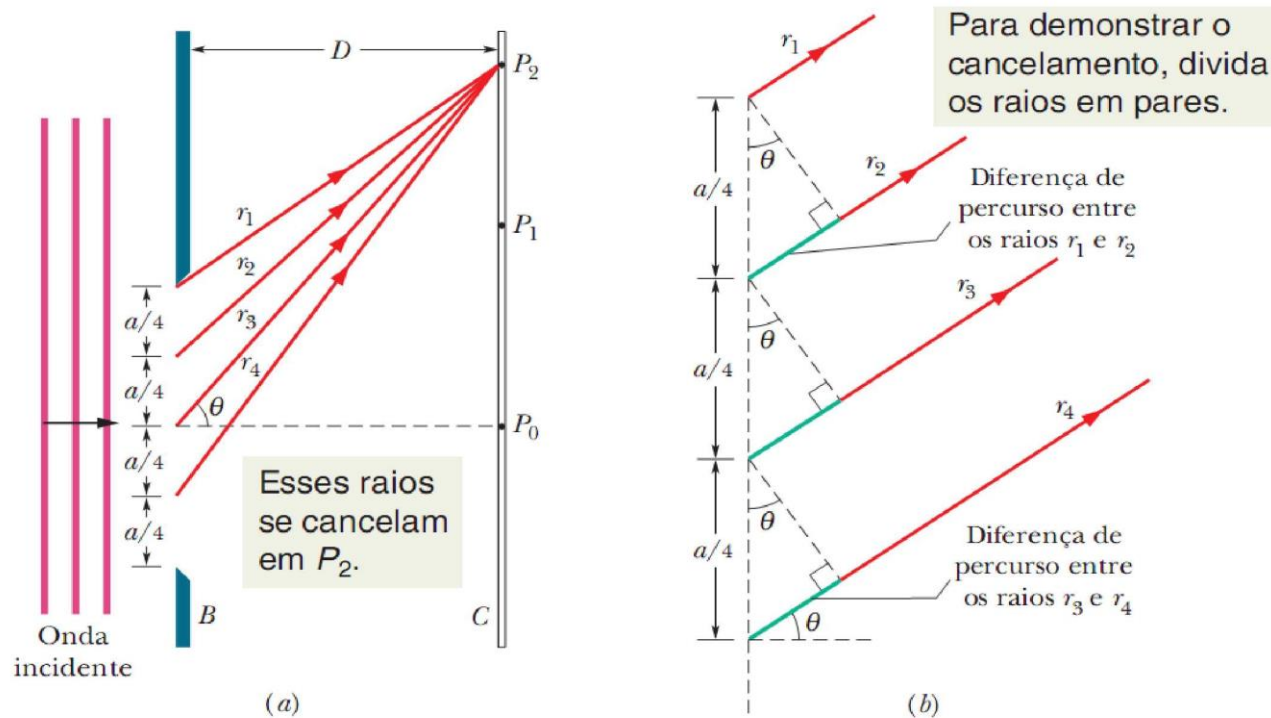 D
P₂
r₁
r₂
r₃
r₄
P₁
a/4
a/4
θ
P₀
a/4
a/4
Esses raios
se cancelam
em P₂.
B
C
Onda
incidente
(a)
Para demonstrar o
cancelamento, divida
os raios em pares.
r₁
θ
a/4
r₂
Diferença de
percurso entre
os raios r₁ e r₂
r₃
θ
a/4
r₄
θ
a/4
Diferença de
percurso entre
os raios r₃ e r₄
θ
(b)